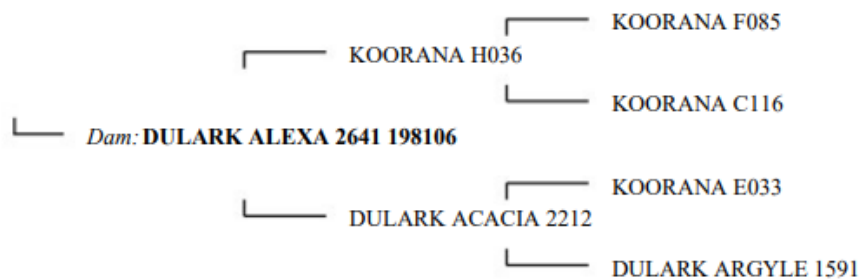 KOORANA F085
KOORANA H036
KOORANA C116
Dam: DULARK ALEXA 2641 198106
KOORANA E033
DULARK ACACIA 2212
DULARK ARGYLE 1591